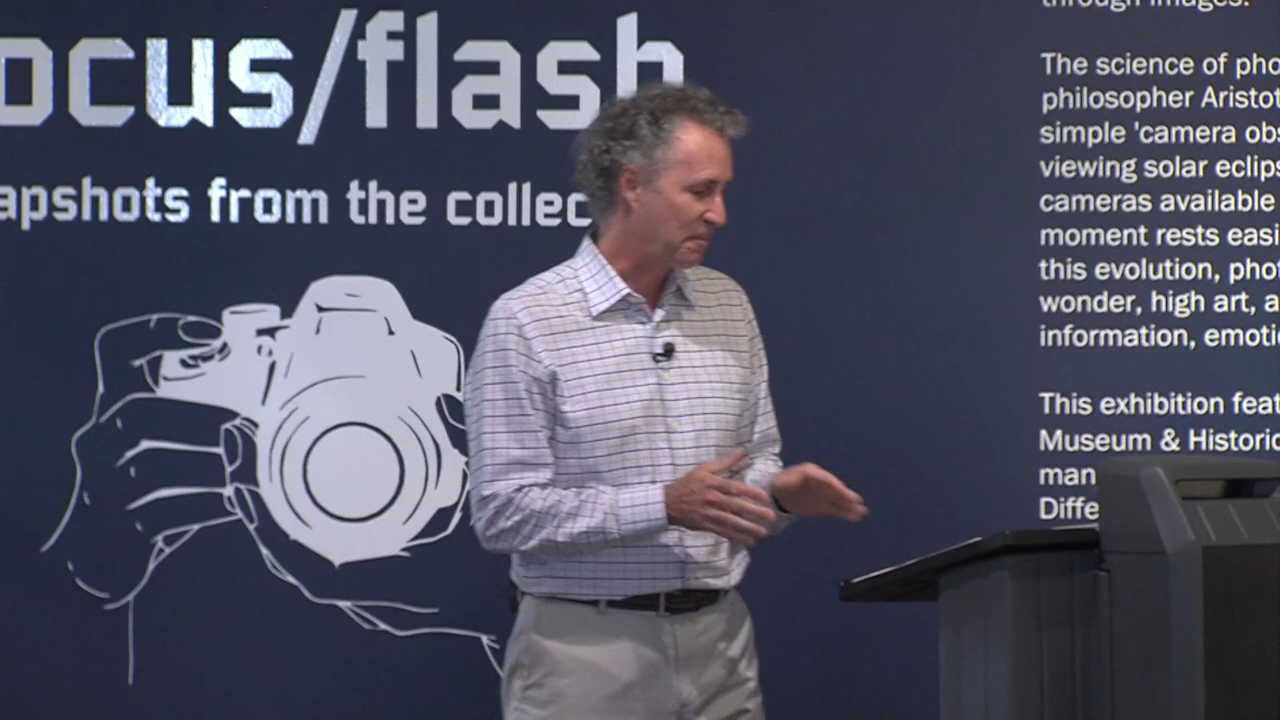 ocus/flash
apshots from the collec
through images.
The science of pho
philosopher Aristot
simple 'camera obs
viewing solar eclips
cameras available
moment rests easi
this evolution, phot
wonder, high art, a
information, emotio
This exhibition feat
Museum & Historic
man
Diffe